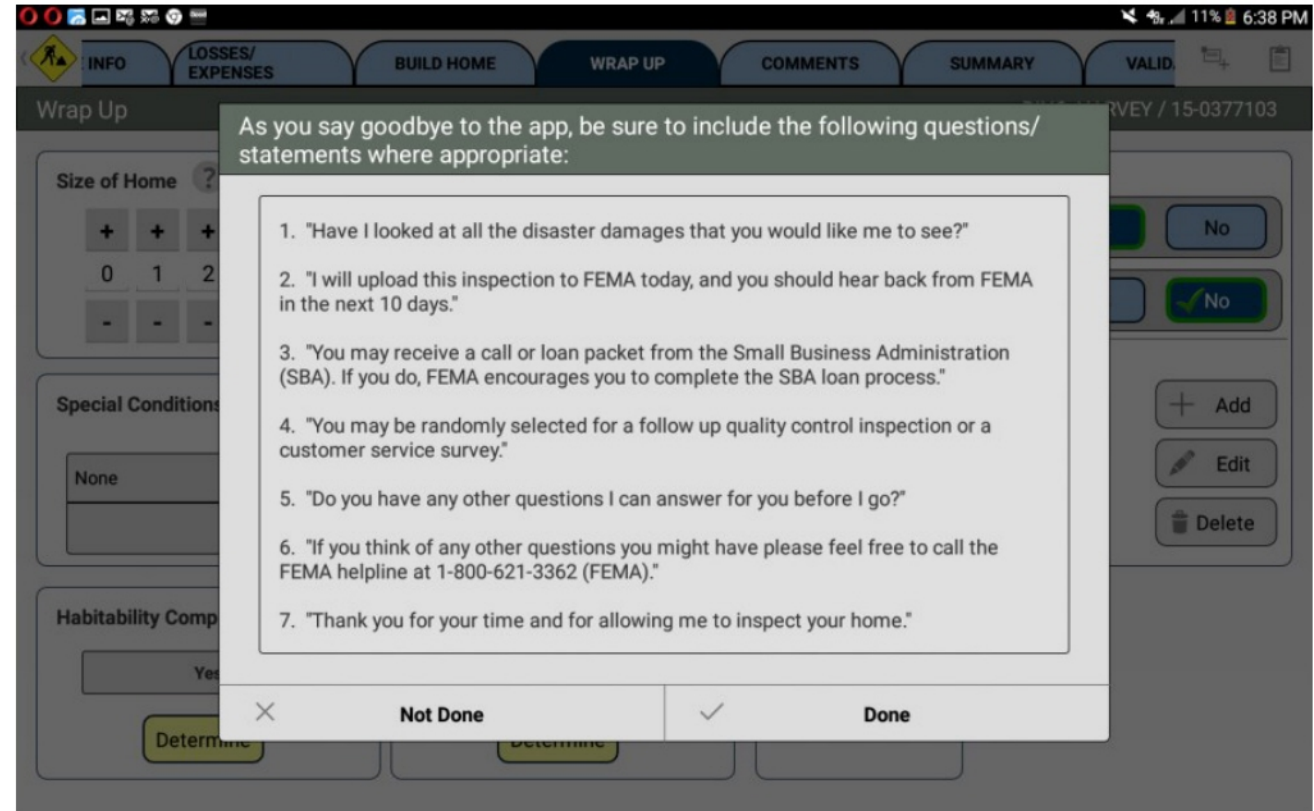 11% 6:38 PM
INFO
LOSSES/
EXPENSES
BUILD HOME
WRAP UP
COMMENTS
SUMMARY
VALID
Wrap Up
VEY / 15-0377103
As you say goodbye to the app, be sure to include the following questions/
statements where appropriate:
Size of Home ?
+ + +
0 1 2
- - -
No
No
1. "Have I looked at all the disaster damages that you would like me to see?"
2. "I will upload this inspection to FEMA today, and you should hear back from FEMA
in the next 10 days."
3. "You may receive a call or loan packet from the Small Business Administration
(SBA). If you do, FEMA encourages you to complete the SBA loan process."
4. "You may be randomly selected for a follow up quality control inspection or a
customer service survey."
5. "Do you have any other questions I can answer for you before I go?"
6. "If you think of any other questions you might have please feel free to call the
FEMA helpline at 1-800-621-3362 (FEMA)."
7. "Thank you for your time and for allowing me to inspect your home."
Special Conditions
None
+ Add
Edit
Delete
Habitability Comp
Yes
Determine
Determine
Not Done
Done